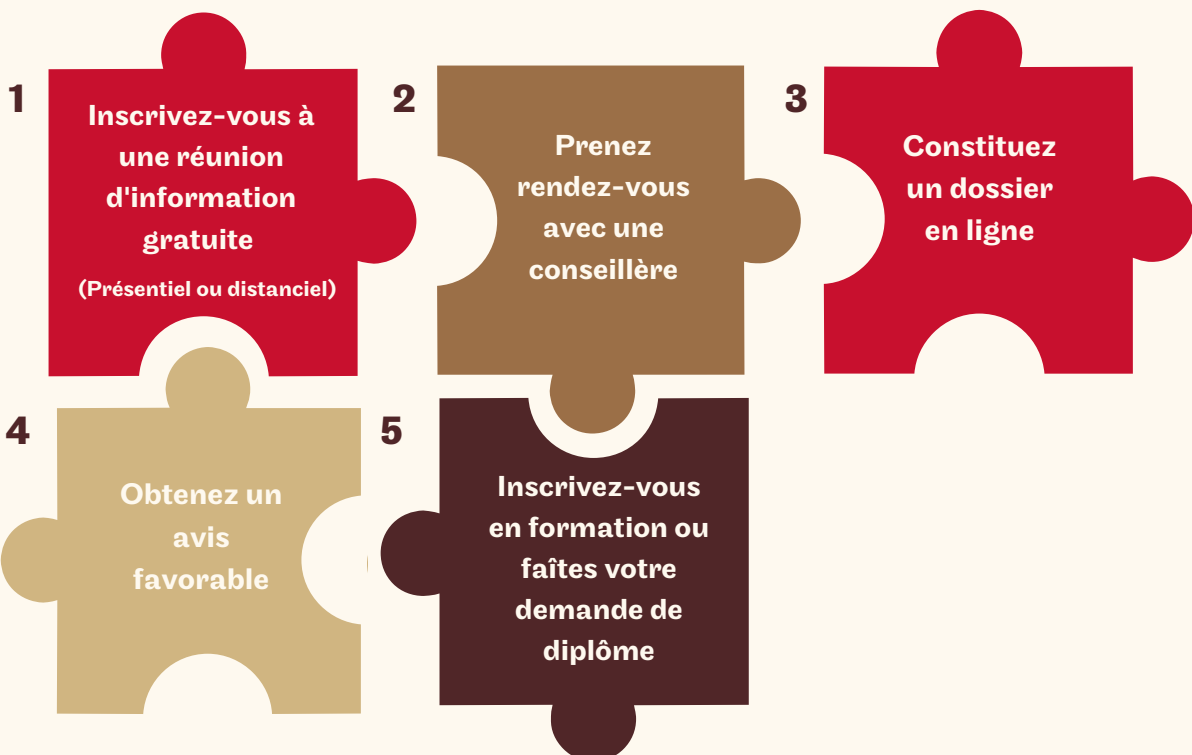 1
Inscrivez-vous à
une réunion
d'information
gratuite
(Présentiel ou distanciel)
2
Prenez
rendez-vous
avec une
conseillère
3
Constituez
un dossier
en ligne
4
Obtenez un
avis
favorable
5
Inscrivez-vous
en formation ou
faîtes votre
demande de
diplôme